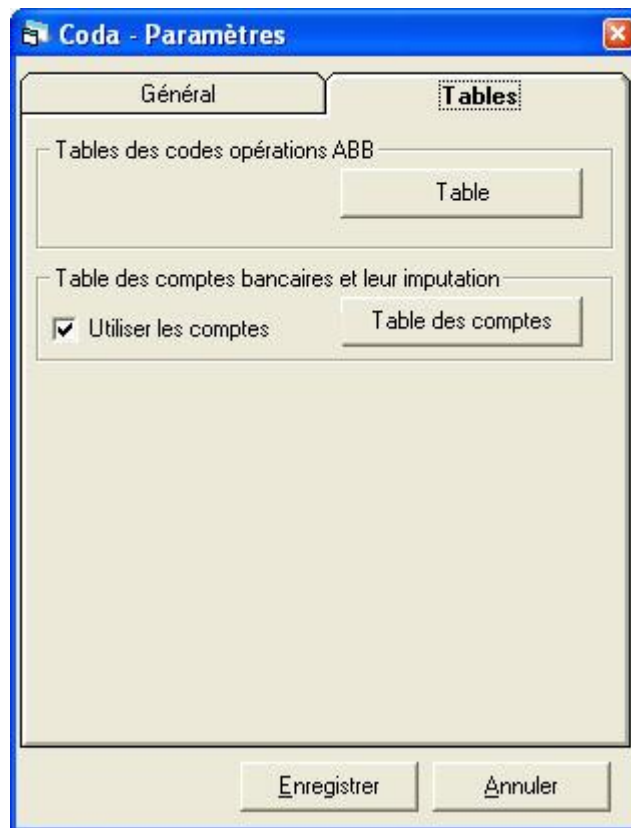 Coda - Paramètres
Général
Tables
Tables des codes opérations ABB
Table
Table des comptes bancaires et leur imputation
Utiliser les comptes
Table des comptes
Enregistrer
Annuler